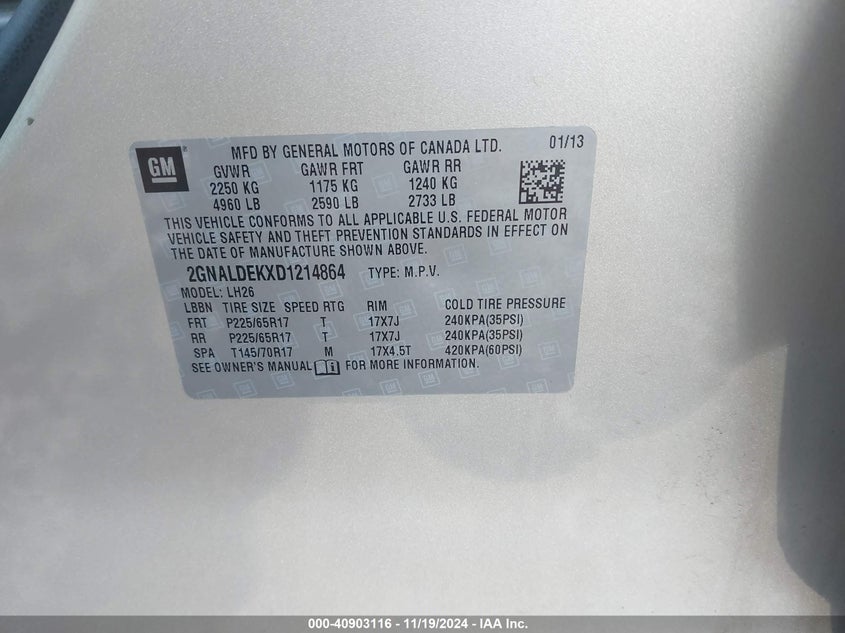 GM
MFD BY GENERAL MOTORS OF CANADA LTD. 01/13
GVWR GAWR FRT GAWR RR
2250 KG 1175 KG 1240 KG
4960 LB 2590 LB 2733 LB
THIS VEHICLE CONFORMS TO ALL APPLICABLE U.S. FEDERAL MOTOR
VEHICLE SAFETY AND THEFT PREVENTION STANDARDS IN EFFECT ON
THE DATE OF MANUFACTURE SHOWN ABOVE.
2GNALDEKXD1214864 TYPE: M.P.V.
MODEL: LH26
LBBN TIRE SIZE SPEED RTG RIM COLD TIRE PRESSURE
FRT P225/65R17 T 17X7J 240KPA(35PSI)
RR P225/65R17 T 17X7J 240KPA(35PSI)
SPA T145/70R17 M 17X4.5T 420KPA(60PSI)
SEE OWNER'S MANUAL FOR MORE INFORMATION.
000-40903116 - 11/19/2024 - IAA Inc.